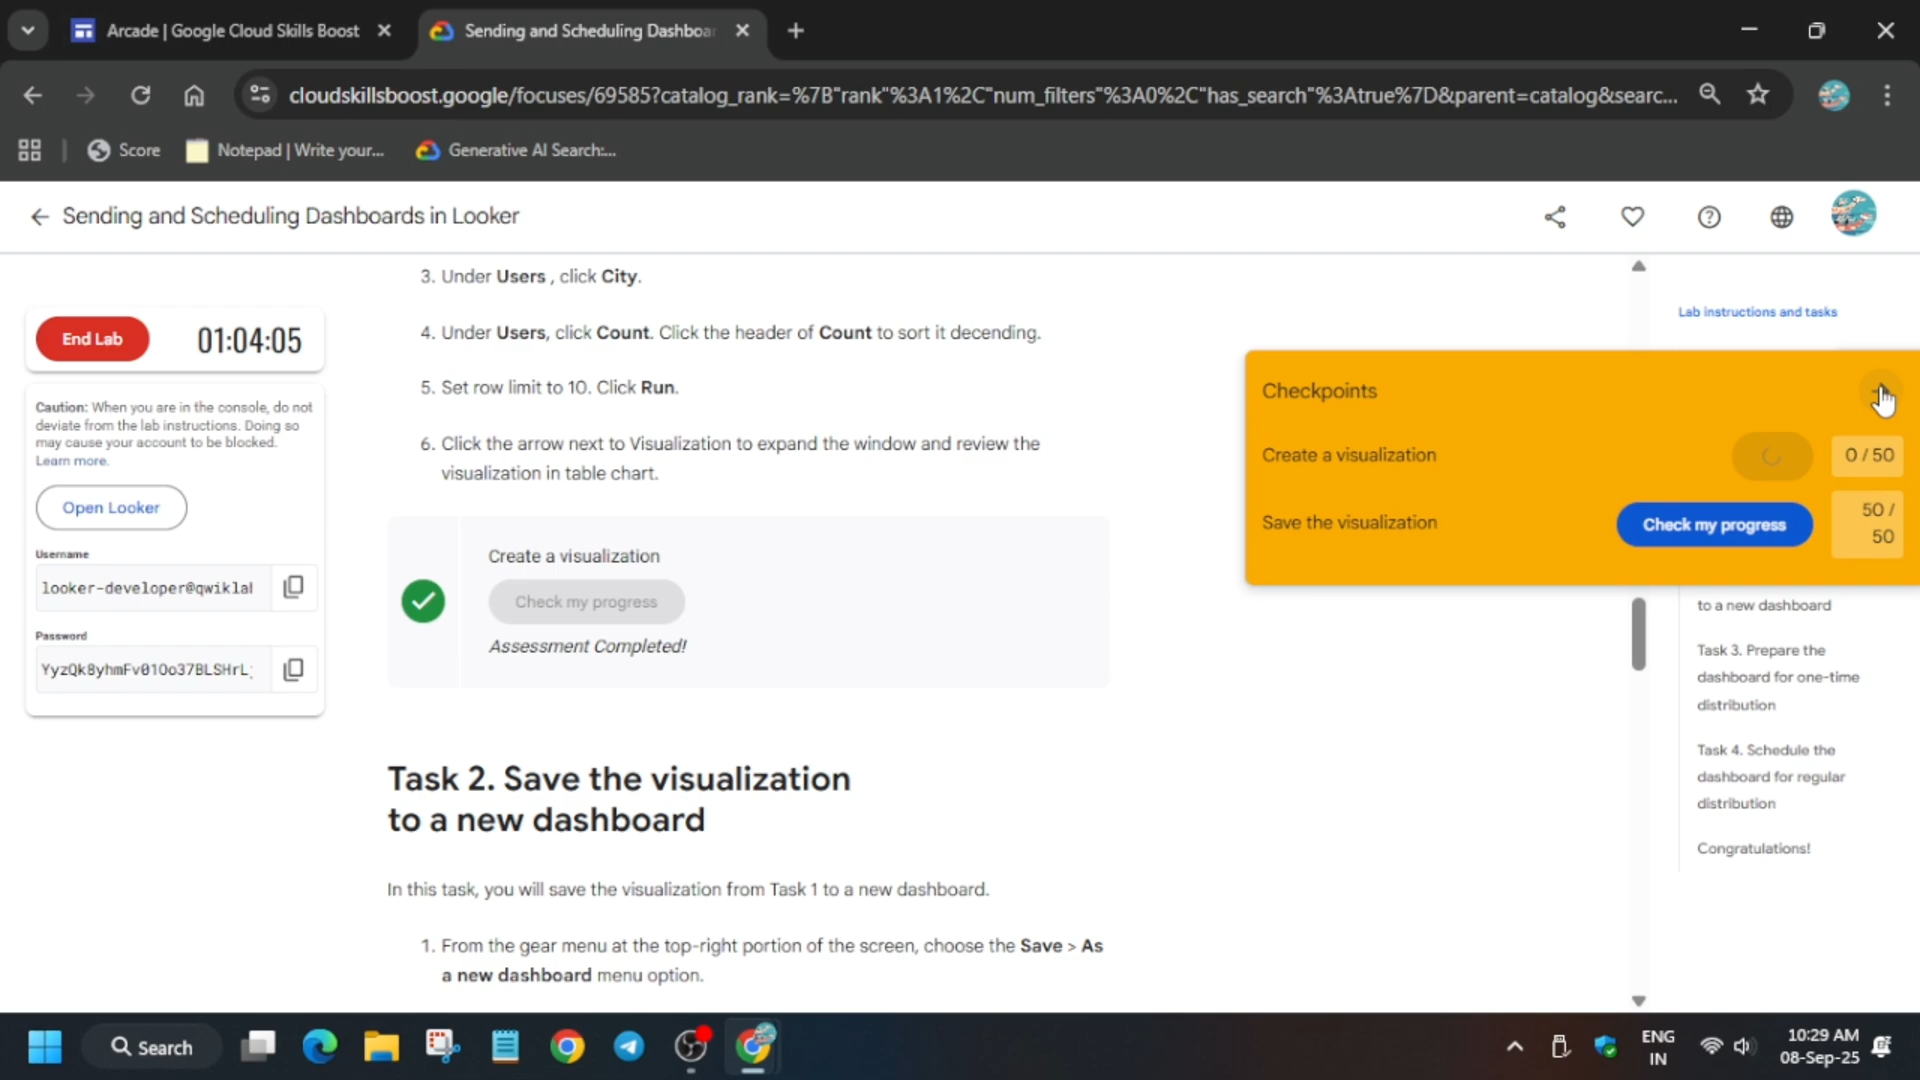 Arcade | Google Cloud Skills Boost
Sending and Scheduling Dashboar
cloudskillsboost.google/focuses/69585?catalog_rank=%7B"rank"%3A1%2C"num_filters"%3A0%2C"has_search"%3Atrue%7D&parent=catalog&searc...
Score
Notepad | Write your...
Generative AI Search:...
Sending and Scheduling Dashboards in Looker
End Lab
01:04:05
Caution: When you are in the console, do not
deviate from the lab instructions. Doing so
may cause your account to be blocked.
Learn more.
Open Looker
Username
looker-developer@qwiklal
Password
YyzQk8yhmFv01Oo37BLSHrL;
3. Under Users , click City.
4. Under Users, click Count. Click the header of Count to sort it decending.
5. Set row limit to 10. Click Run.
6. Click the arrow next to Visualization to expand the window and review the
visualization in table chart.
Create a visualization
Check my progress
Assessment Completed!
Task 2. Save the visualization
to a new dashboard
In this task, you will save the visualization from Task 1 to a new dashboard.
1. From the gear menu at the top-right portion of the screen, choose the Save > As
a new dashboard menu option.
Lab instructions and tasks
Checkpoints
Create a visualization
0 / 50
Save the visualization
Check my progress
50 /
50
to a new dashboard
Task 3. Prepare the
dashboard for one-time
distribution
Task 4. Schedule the
dashboard for regular
distribution
Congratulations!
Search
ENG
IN
10:29 AM
08-Sep-25